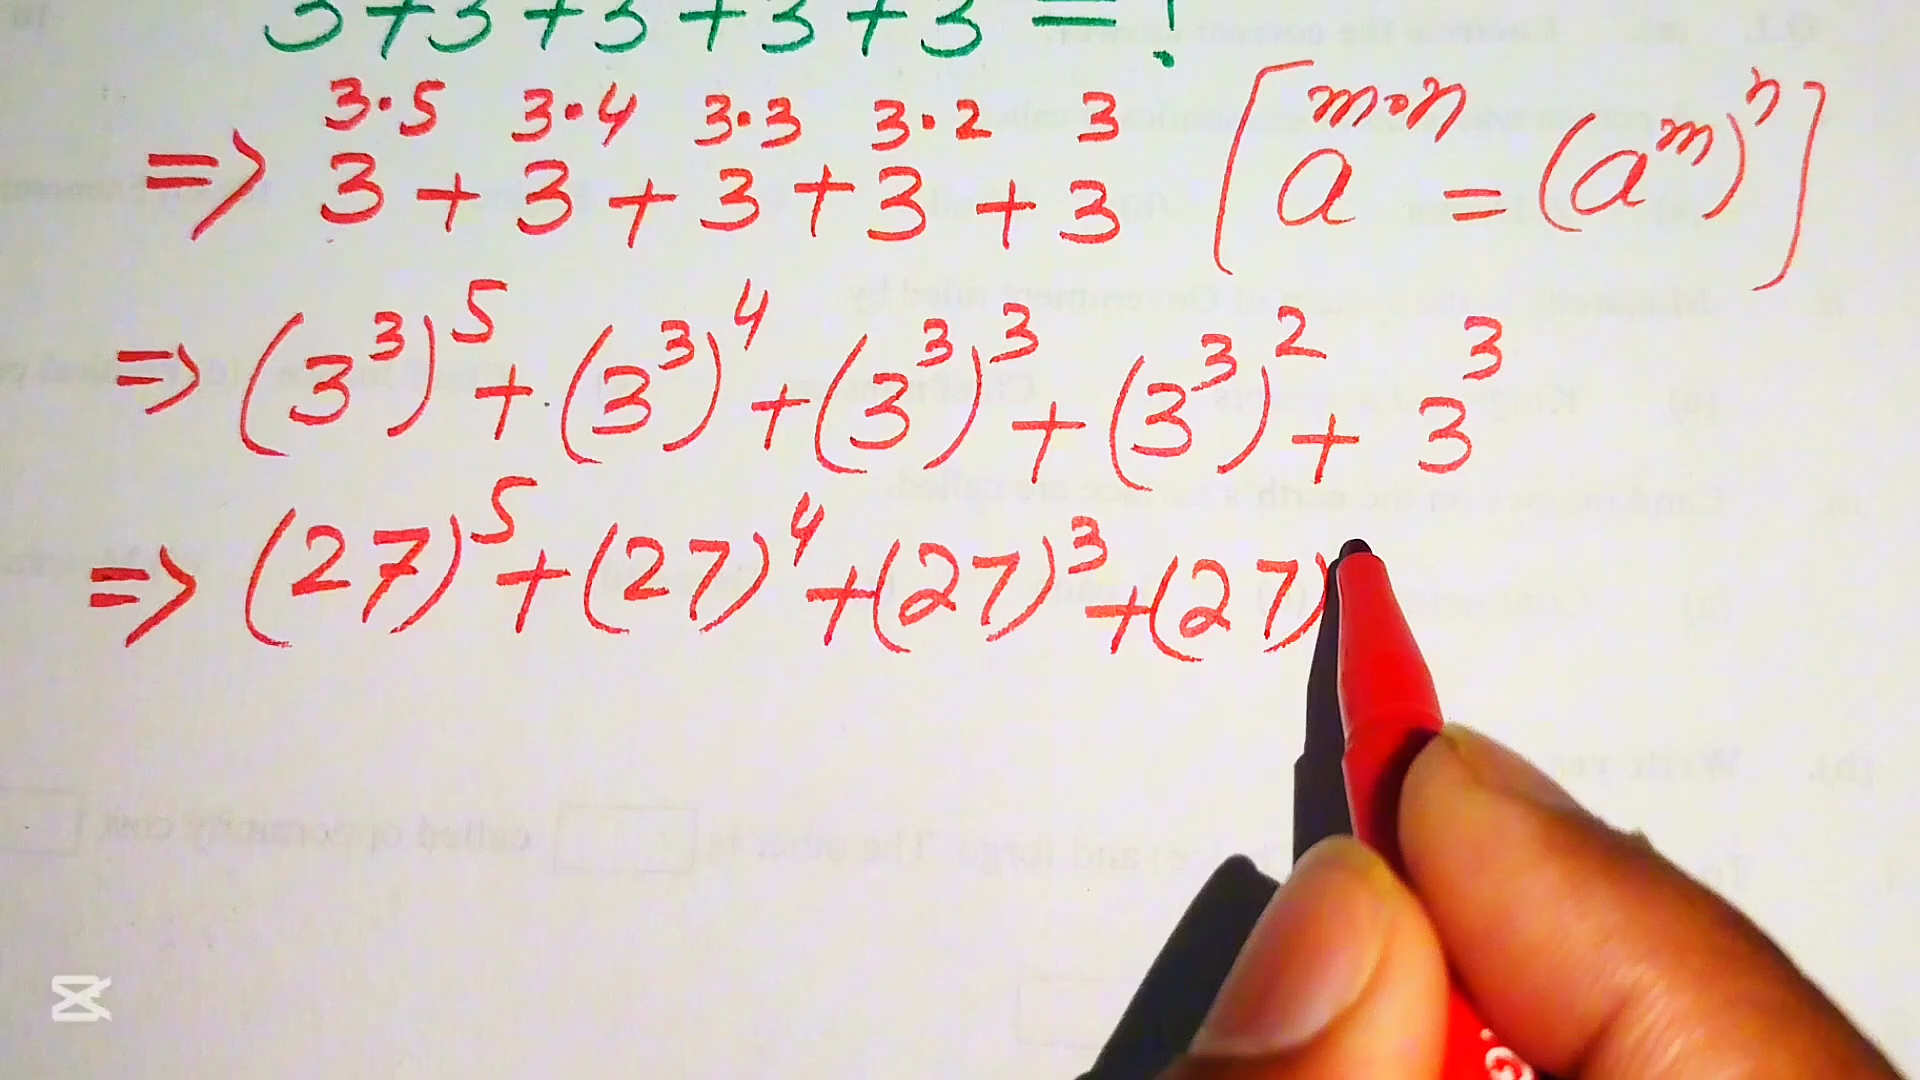 3+3+3+3+3=?
=> 3^{3·5} + 3^{3·4} + 3^{3·3} + 3^{3·2} + 3^{3} [a^{m·n} = (a^{m})^{n}]
=> (3^{3})^{5} + (3^{3})^{4} + (3^{3})^{3} + (3^{3})^{2} + 3^{3}
=> (27)^{5} + (27)^{4} + (27)^{3} + (27)